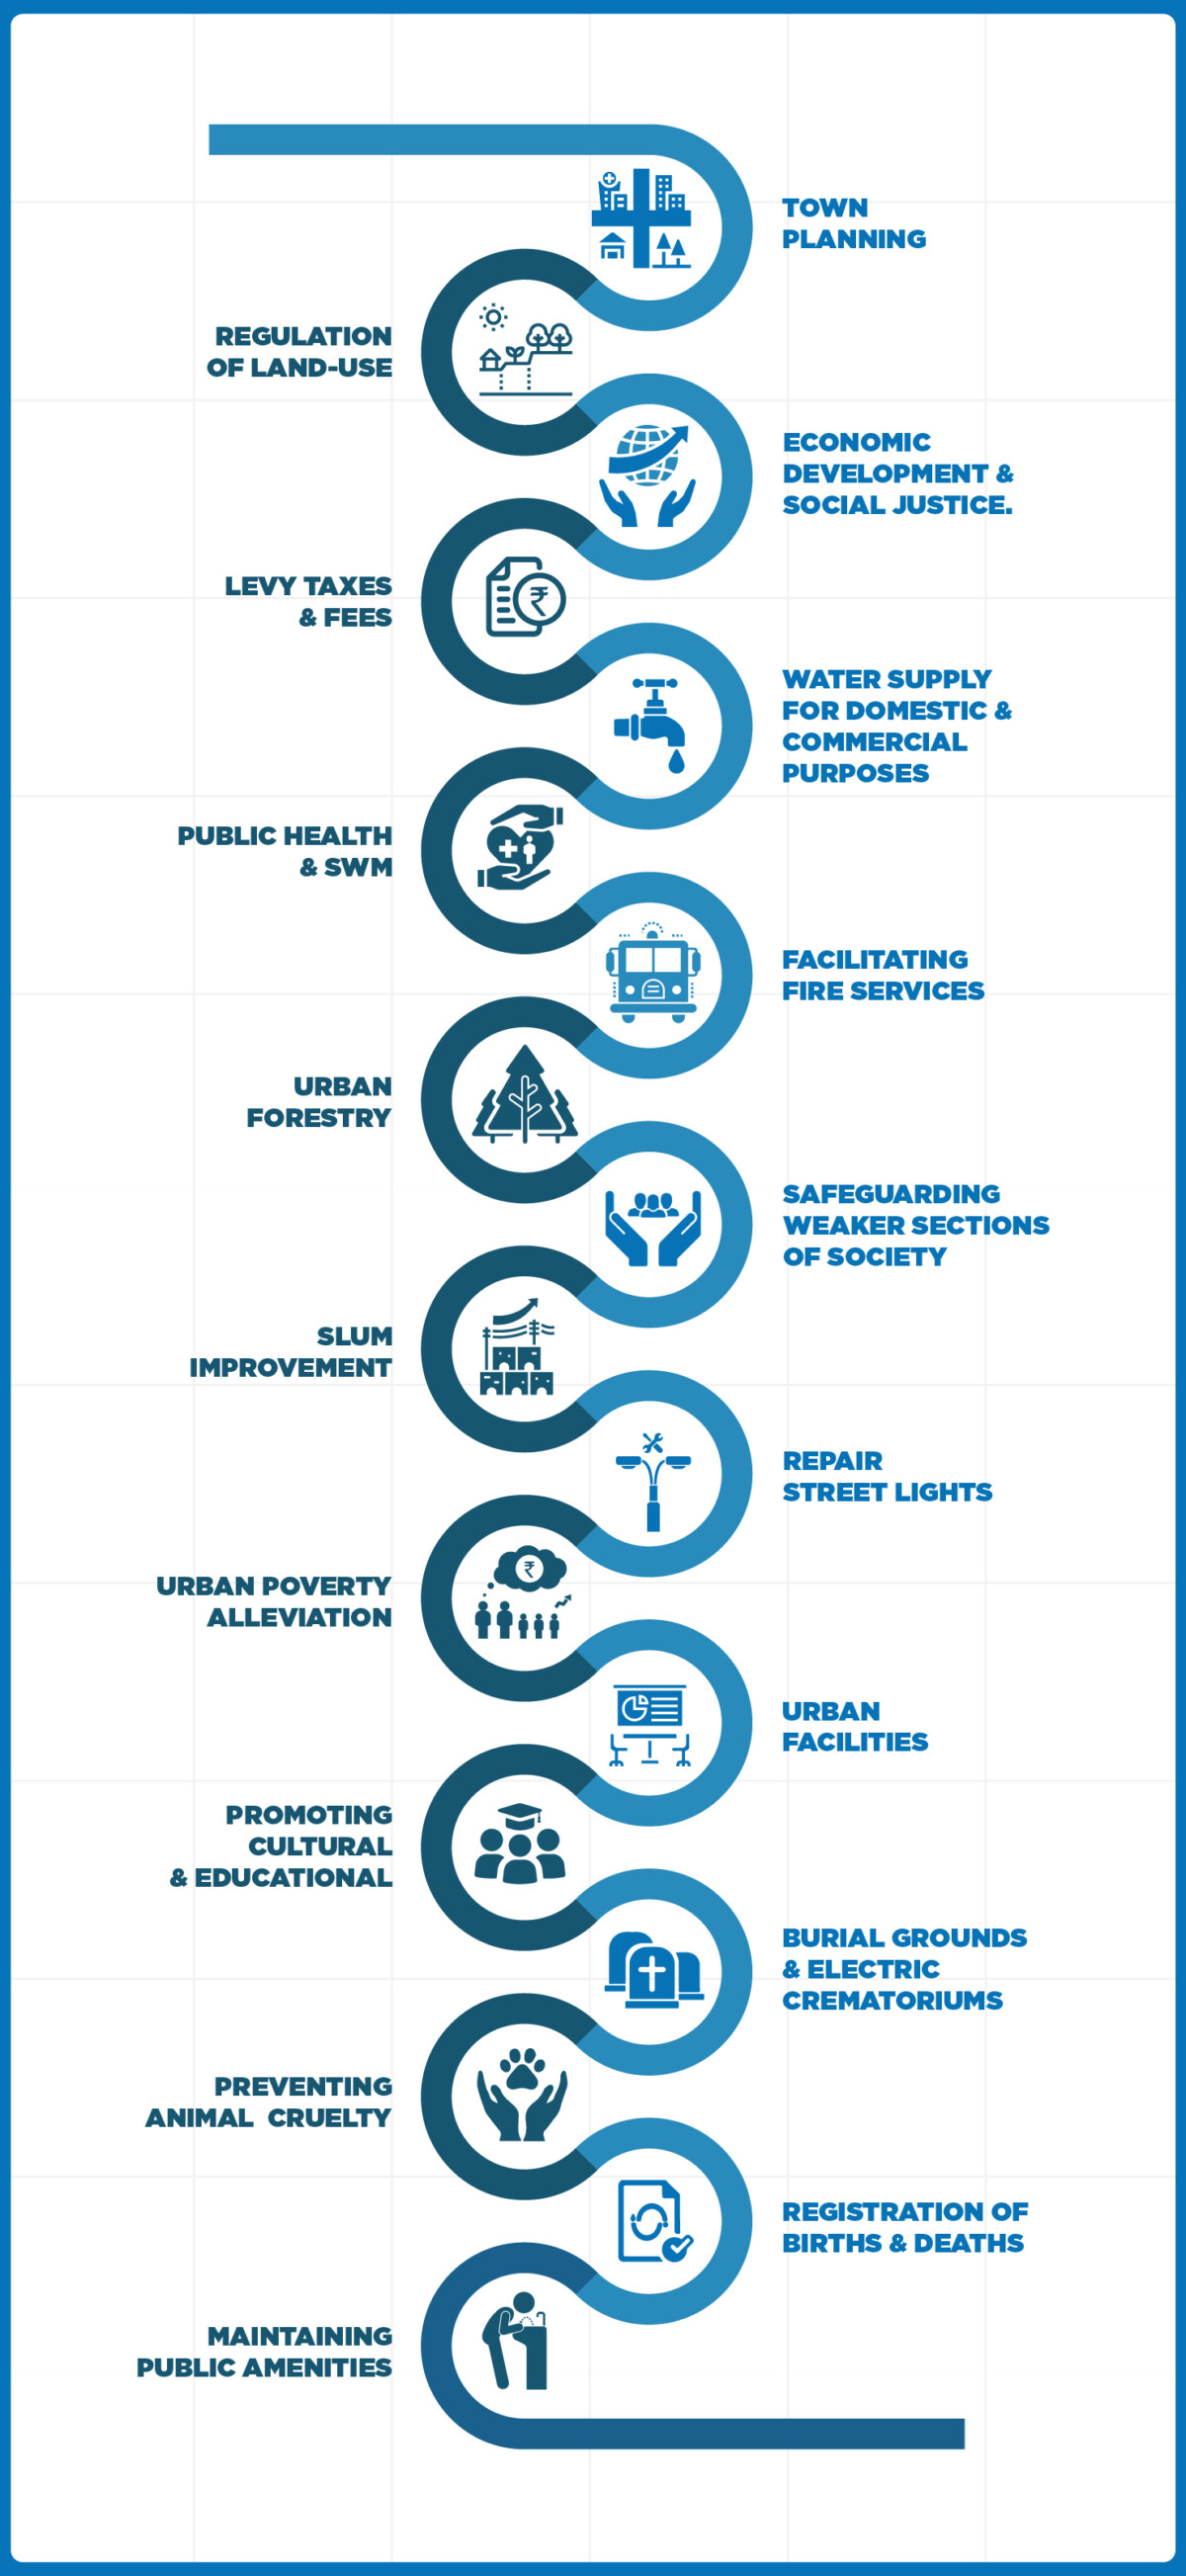 TOWN
PLANNING
REGULATION
OF LAND-USE
ECONOMIC
DEVELOPMENT &
SOCIAL JUSTICE.
LEVY TAXES
& FEES
₹
WATER SUPPLY
FOR DOMESTIC &
COMMERCIAL
PURPOSES
PUBLIC HEALTH
& SWM
FACILITATING
FIRE SERVICES
URBAN
FORESTRY
SAFEGUARDING
WEAKER SECTIONS
OF SOCIETY
SLUM
IMPROVEMENT
REPAIR
STREET LIGHTS
₹
URBAN POVERTY
ALLEVIATION
URBAN
FACILITIES
PROMOTING
CULTURAL
& EDUCATIONAL
BURIAL GROUNDS
& ELECTRIC
CREMATORIUMS
PREVENTING
ANIMAL CRUELTY
REGISTRATION OF
BIRTHS & DEATHS
MAINTAINING
PUBLIC AMENITIES